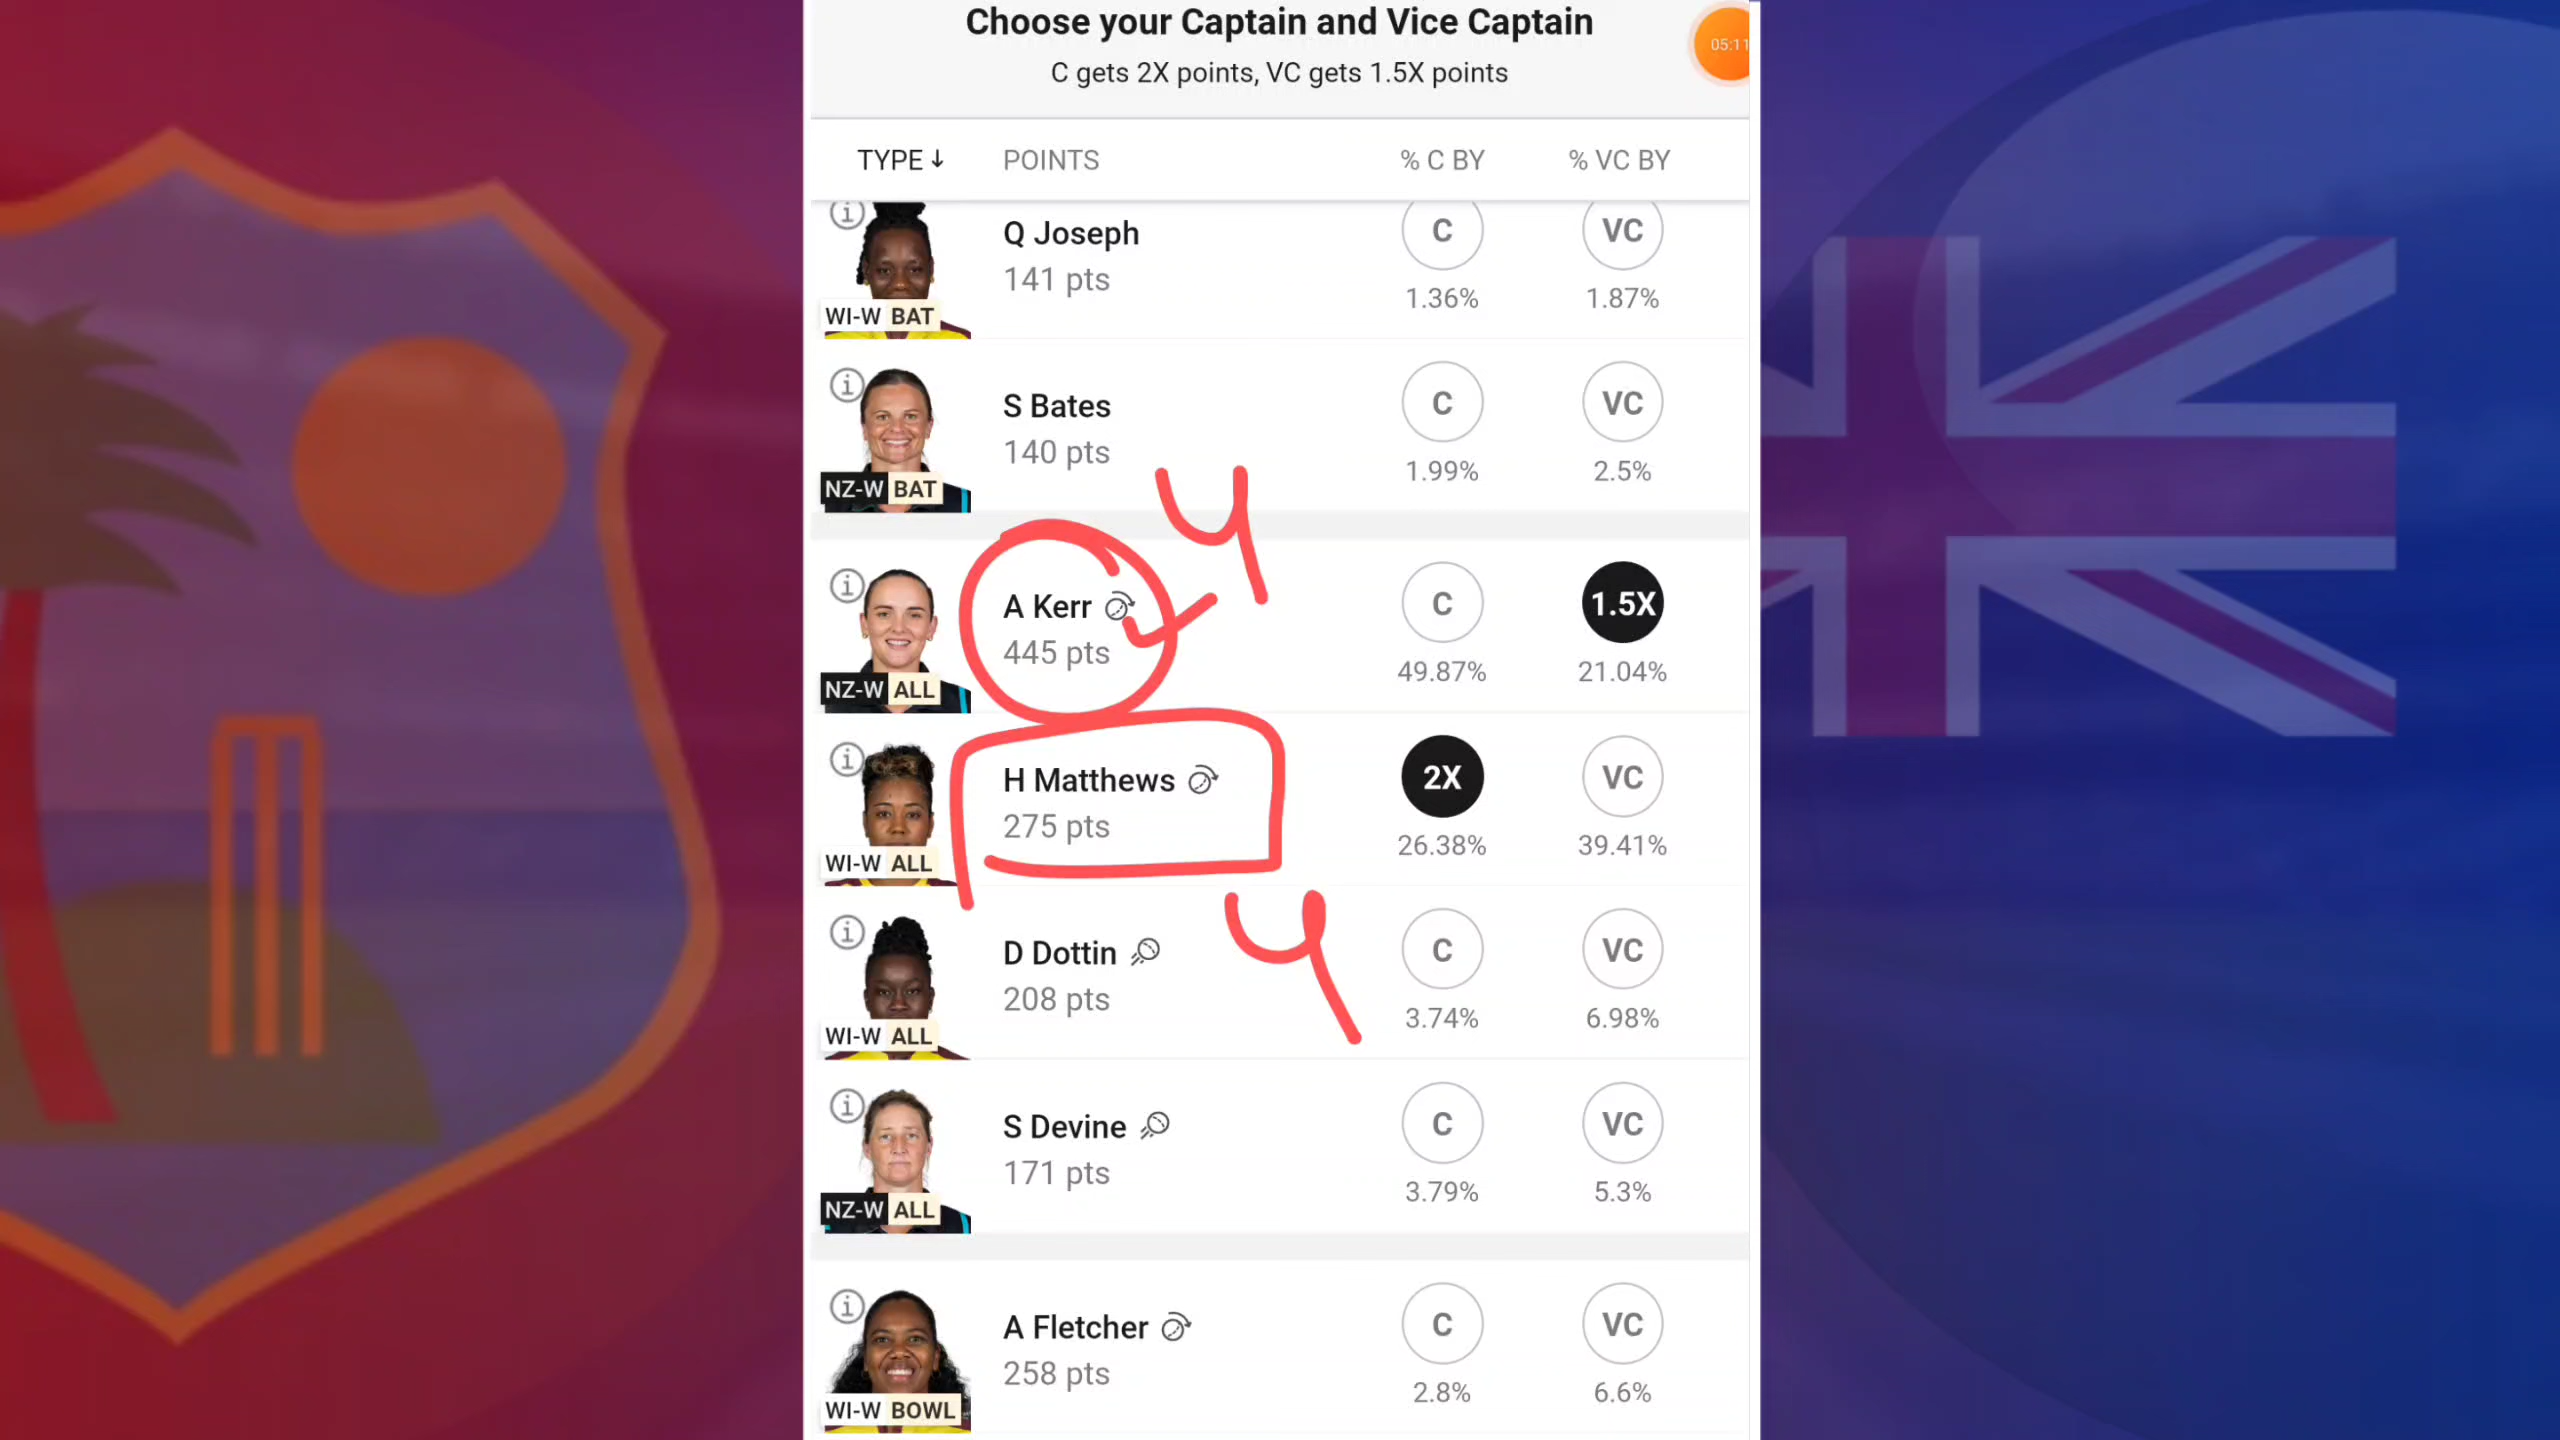 Choose your Captain and Vice Captain
C gets 2X points, VC gets 1.5X points
05:11
TYPE↓ POINTS % C BY % VC BY
Q Joseph C VC
141 pts 1.36% 1.87%
WI-W BAT
S Bates C VC
140 pts 1.99% 2.5%
NZ-W BAT
4
A Kerr C 1.5X
445 pts 49.87% 21.04%
NZ-W ALL
H Matthews 2X VC
275 pts 26.38% 39.41%
WI-W ALL
4
D Dottin C VC
208 pts 3.74% 6.98%
WI-W ALL
S Devine C VC
171 pts 3.79% 5.3%
NZ-W ALL
A Fletcher C VC
258 pts 2.8% 6.6%
WI-W BOWL